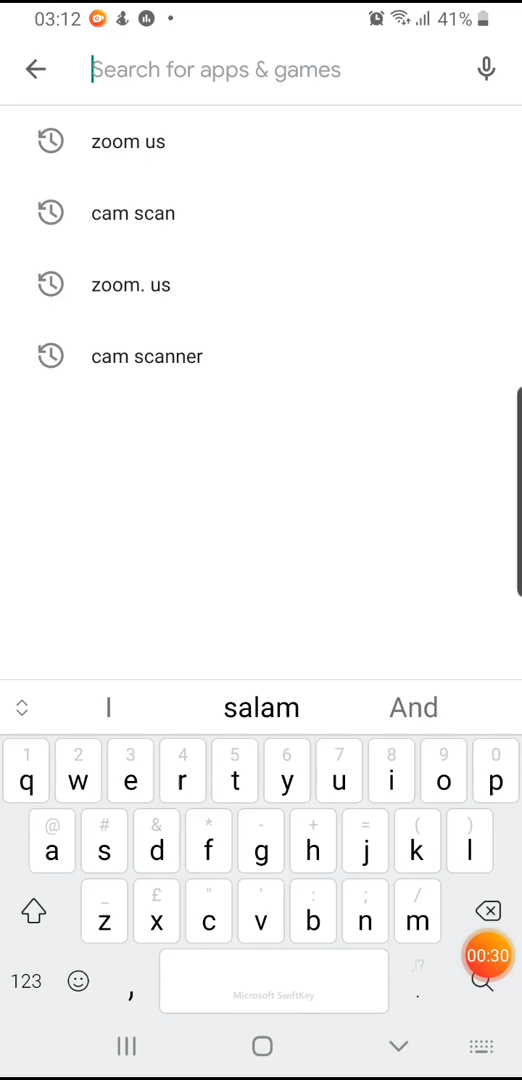 03:12 41%
Search for apps & games
zoom us
cam scan
zoom. us
cam scanner
I salam And
1 2 3 4 5 6 7 8 9 0
q w e r t y u i o p
@ # & * - + = ( )
a s d f g h j k l
_ £ " ' : ; /
z x c v b n m
00:30
123 , Microsoft SwiftKey ,!? .